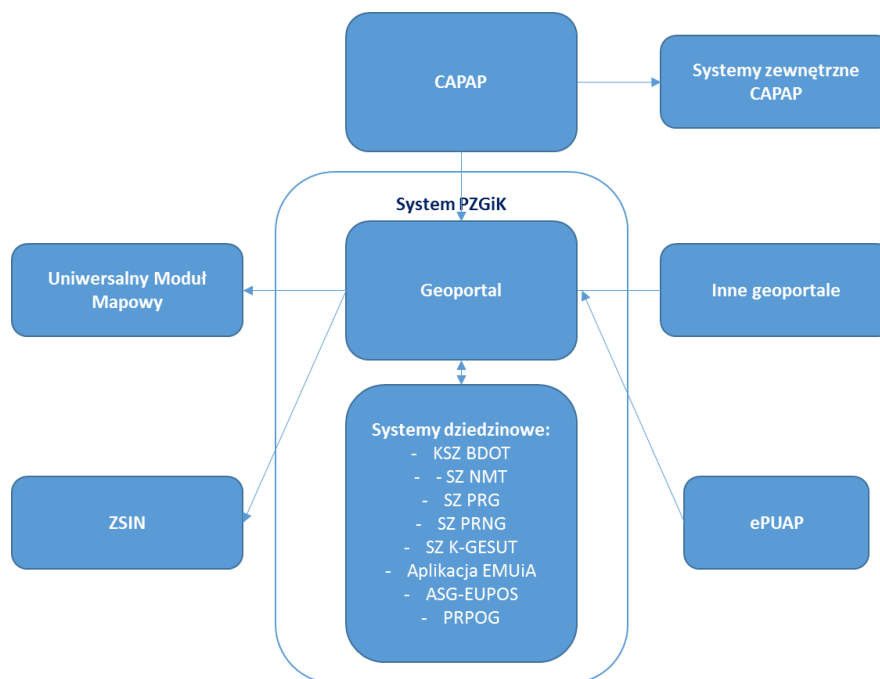 CAPAP
Systemy zewnętrzne
CAPAP
System PZGiK
Uniwersalny Moduł
Mapowy
Geoportal
Inne geoportale
Systemy dziedzinowe:
- KSZ BDOT
- - SZ NMT
- SZ PRG
- SZ PRNG
- SZ K-GESUT
- Aplikacja EMUiA
- ASG-EUPOS
- PRPOG
ZSIN
ePUAP